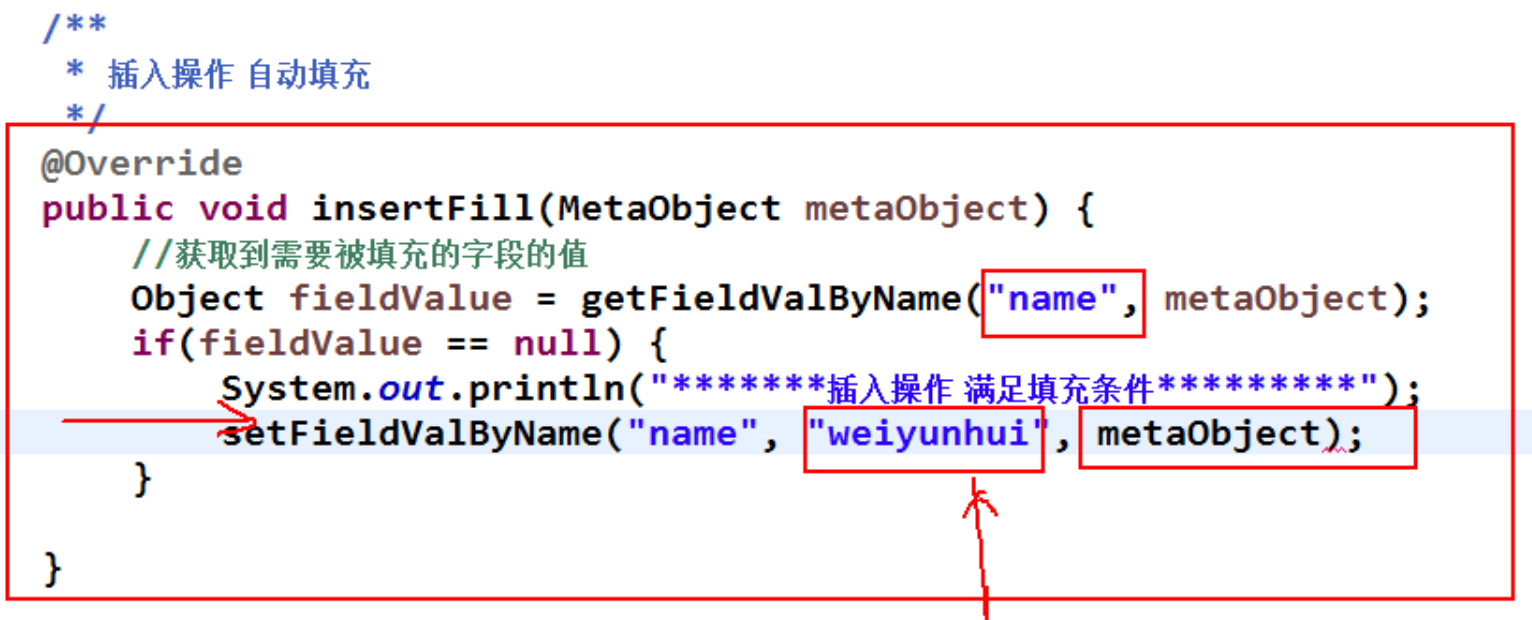 /**
* 插入操作 自动填充
*/
@Override
public void insertFill(MetaObject metaObject) {
//获取到需要被填充的字段的值
Object fieldValue = getFieldValByName("name", metaObject);
if(fieldValue == null) {
System.out.println("*******插入操作 满足填充条件*********");
setFieldValByName("name", "weiyunhui", metaObject);
}
}